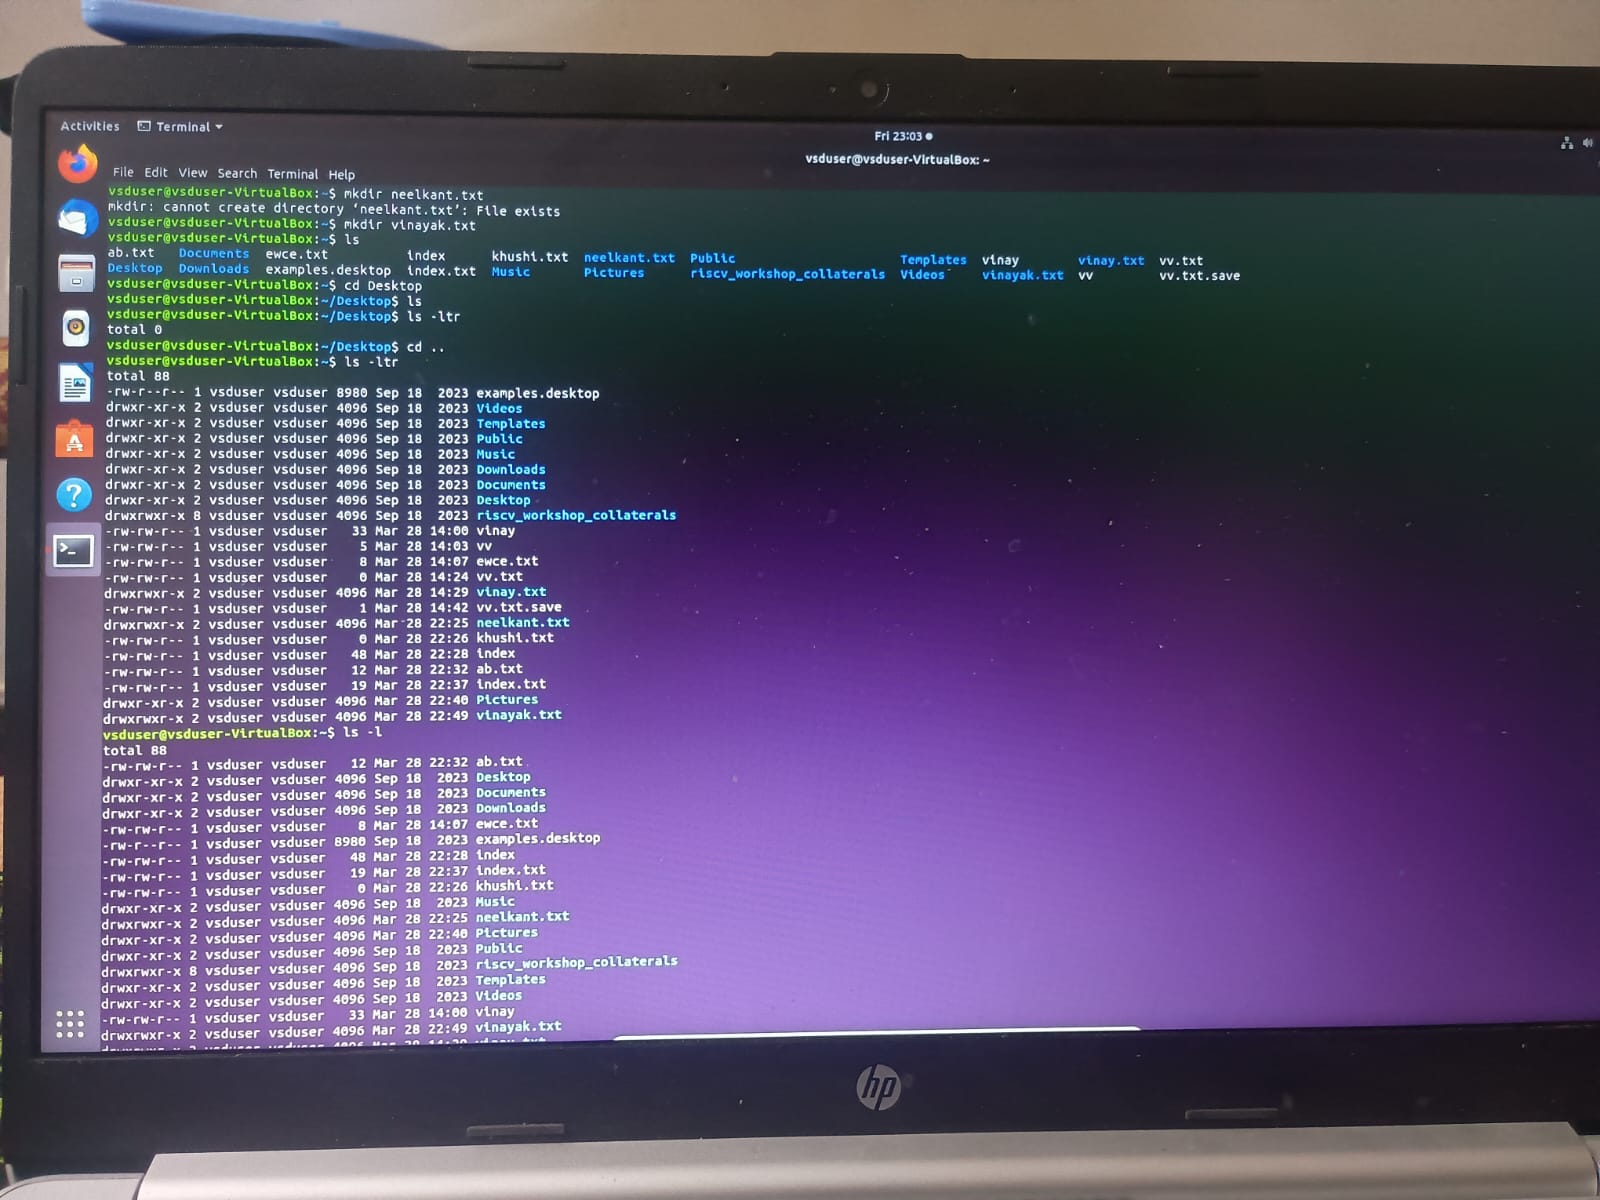 Activities Terminal
Fri 23:03
vsduser@vsduser-VirtualBox: ~
File Edit View Search Terminal Help
vsduser@vsduser-VirtualBox:~$ mkdir neelkant.txt
mkdir: cannot create directory ‘neelkant.txt’: File exists
vsduser@vsduser-VirtualBox:~$ mkdir vinayak.txt
vsduser@vsduser-VirtualBox:~$ ls
ab.txt Documents ewce.txt index khushi.txt neelkant.txt Public Templates vinay vinay.txt vv.txt
Desktop Downloads examples.desktop index.txt Music Pictures riscv_workshop_collaterals Videos vinayak.txt vv vv.txt.save
vsduser@vsduser-VirtualBox:~$ cd Desktop
vsduser@vsduser-VirtualBox:~/Desktop$ ls
vsduser@vsduser-VirtualBox:~/Desktop$ ls -ltr
total 0
vsduser@vsduser-VirtualBox:~/Desktop$ cd ..
vsduser@vsduser-VirtualBox:~$ ls -ltr
total 88
-rw-r--r-- 1 vsduser vsduser 8980 Sep 18 2023 examples.desktop
drwxr-xr-x 2 vsduser vsduser 4096 Sep 18 2023 Videos
drwxr-xr-x 2 vsduser vsduser 4096 Sep 18 2023 Templates
drwxr-xr-x 2 vsduser vsduser 4096 Sep 18 2023 Public
drwxr-xr-x 2 vsduser vsduser 4096 Sep 18 2023 Music
drwxr-xr-x 2 vsduser vsduser 4096 Sep 18 2023 Downloads
drwxr-xr-x 2 vsduser vsduser 4096 Sep 18 2023 Documents
drwxr-xr-x 2 vsduser vsduser 4096 Sep 18 2023 Desktop
drwxrwxr-x 8 vsduser vsduser 4096 Sep 18 2023 riscv_workshop_collaterals
-rw-rw-r-- 1 vsduser vsduser 33 Mar 28 14:00 vinay
-rw-rw-r-- 1 vsduser vsduser 5 Mar 28 14:03 vv
-rw-rw-r-- 1 vsduser vsduser 8 Mar 28 14:07 ewce.txt
-rw-rw-r-- 1 vsduser vsduser 0 Mar 28 14:24 vv.txt
drwxrwxr-x 2 vsduser vsduser 4096 Mar 28 14:29 vinay.txt
-rw-rw-r-- 1 vsduser vsduser 1 Mar 28 14:42 vv.txt.save
drwxrwxr-x 2 vsduser vsduser 4096 Mar 28 22:25 neelkant.txt
-rw-rw-r-- 1 vsduser vsduser 0 Mar 28 22:26 khushi.txt
-rw-rw-r-- 1 vsduser vsduser 48 Mar 28 22:28 index
-rw-rw-r-- 1 vsduser vsduser 12 Mar 28 22:32 ab.txt
-rw-rw-r-- 1 vsduser vsduser 19 Mar 28 22:37 index.txt
drwxr-xr-x 2 vsduser vsduser 4096 Mar 28 22:40 Pictures
drwxrwxr-x 2 vsduser vsduser 4096 Mar 28 22:49 vinayak.txt
vsduser@vsduser-VirtualBox:~$ ls -l
total 88
-rw-rw-r-- 1 vsduser vsduser 12 Mar 28 22:32 ab.txt
drwxr-xr-x 2 vsduser vsduser 4096 Sep 18 2023 Desktop
drwxr-xr-x 2 vsduser vsduser 4096 Sep 18 2023 Documents
drwxr-xr-x 2 vsduser vsduser 4096 Sep 18 2023 Downloads
-rw-rw-r-- 1 vsduser vsduser 8 Mar 28 14:07 ewce.txt
-rw-r--r-- 1 vsduser vsduser 8980 Sep 18 2023 examples.desktop
-rw-rw-r-- 1 vsduser vsduser 48 Mar 28 22:28 index
-rw-rw-r-- 1 vsduser vsduser 19 Mar 28 22:37 index.txt
-rw-rw-r-- 1 vsduser vsduser 0 Mar 28 22:26 khushi.txt
drwxr-xr-x 2 vsduser vsduser 4096 Sep 18 2023 Music
drwxrwxr-x 2 vsduser vsduser 4096 Mar 28 22:25 neelkant.txt
drwxr-xr-x 2 vsduser vsduser 4096 Mar 28 22:40 Pictures
drwxr-xr-x 2 vsduser vsduser 4096 Sep 18 2023 Public
drwxrwxr-x 8 vsduser vsduser 4096 Sep 18 2023 riscv_workshop_collaterals
drwxr-xr-x 2 vsduser vsduser 4096 Sep 18 2023 Templates
drwxr-xr-x 2 vsduser vsduser 4096 Sep 18 2023 Videos
-rw-rw-r-- 1 vsduser vsduser 33 Mar 28 14:00 vinay
drwxrwxr-x 2 vsduser vsduser 4096 Mar 28 22:49 vinayak.txt
hp